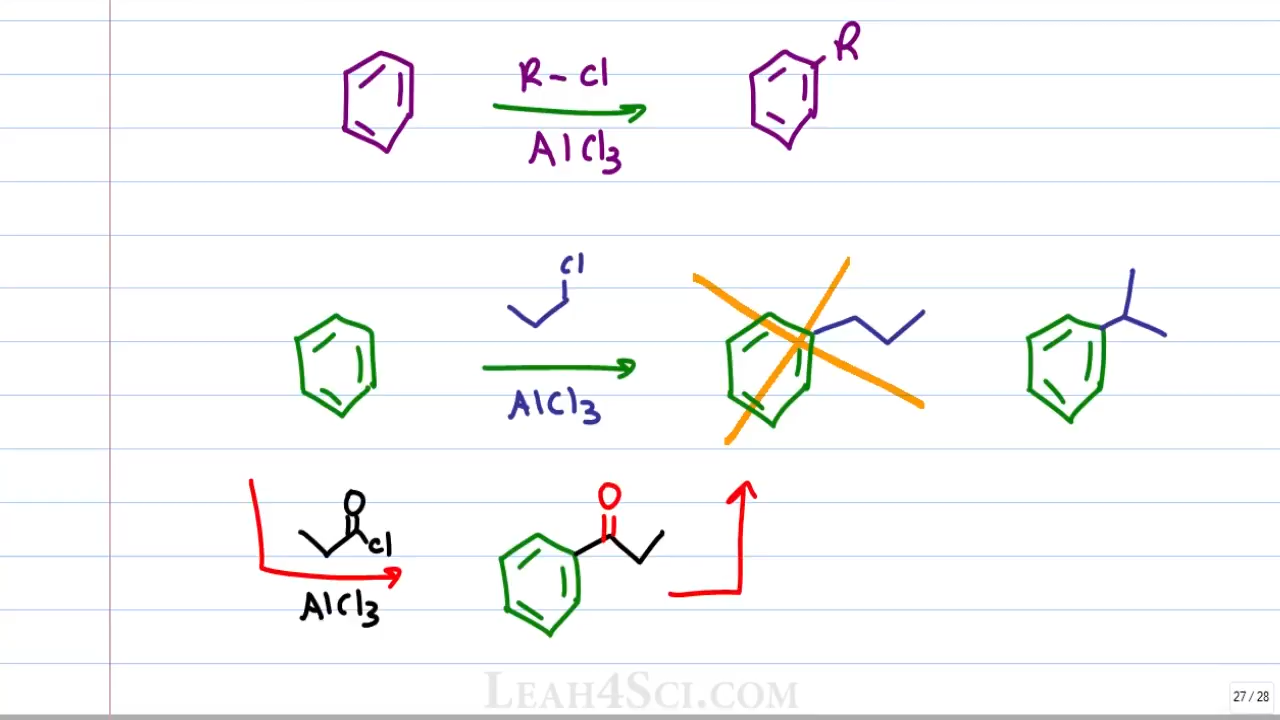 R
R - Cl
AlCl3
Cl
AlCl3
O
O
Cl
AlCl3
LEAH4SCI.COM
27 / 28